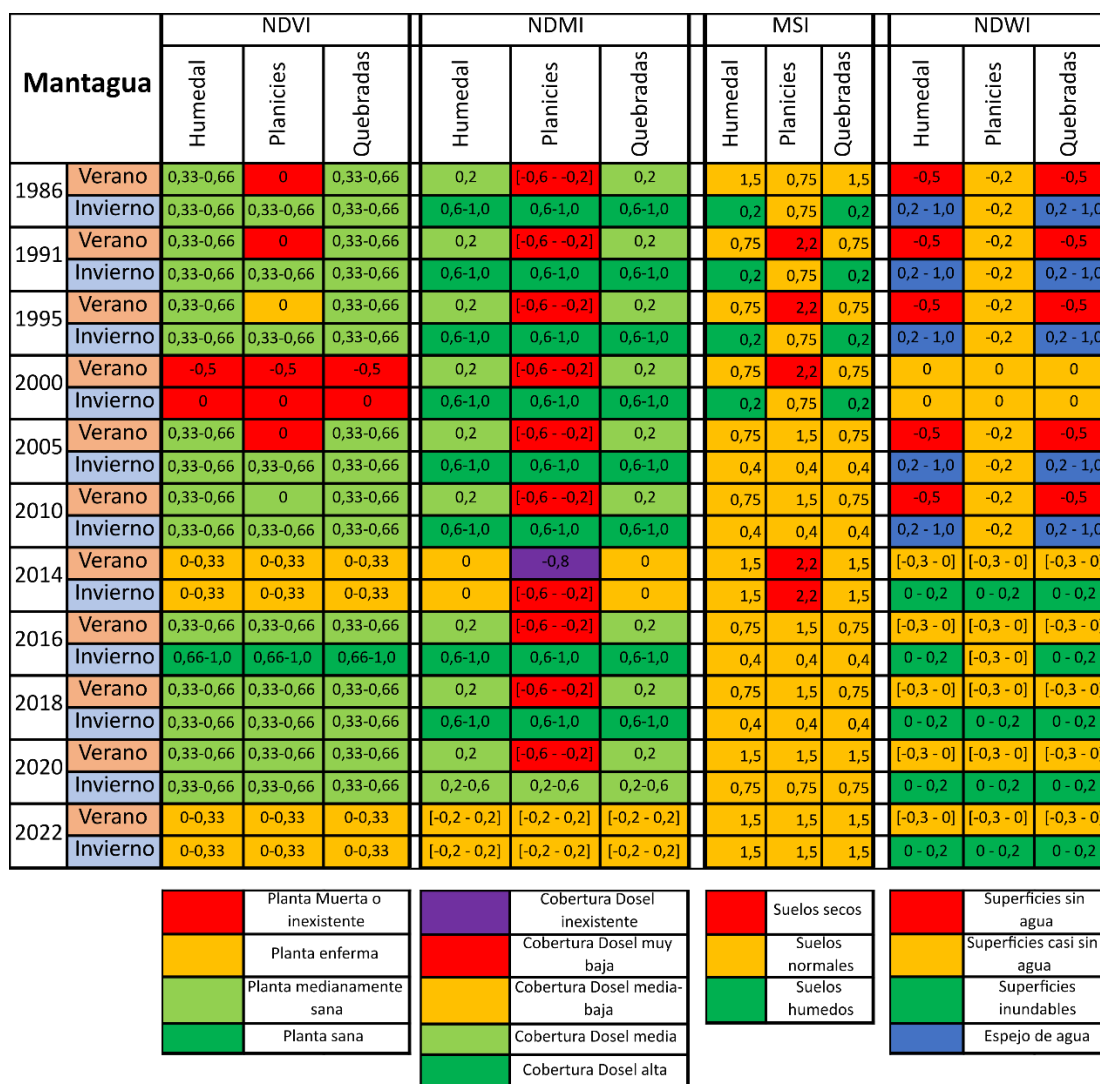 NDVI NDMI MSI NDWI
Mantagua Humedal Planicies Quebradas Humedal Planicies Quebradas Humedal Planicies Quebradas Humedal Planicies Quebradas
1986 Verano 0,33-0,66 0 0,33-0,66 0,2 [-0,6 - -0,2] 0,2 1,5 0,75 1,5 -0,5 -0,2 -0,5
Invierno 0,33-0,66 0,33-0,66 0,33-0,66 0,6-1,0 0,6-1,0 0,6-1,0 0,2 0,75 0,2 0,2 - 1,0 -0,2 0,2 - 1,0
1991 Verano 0,33-0,66 0 0,33-0,66 0,2 [-0,6 - -0,2] 0,2 0,75 2,2 0,75 -0,5 -0,2 -0,5
Invierno 0,33-0,66 0,33-0,66 0,33-0,66 0,6-1,0 0,6-1,0 0,6-1,0 0,2 0,75 0,2 0,2 - 1,0 -0,2 0,2 - 1,0
1995 Verano 0,33-0,66 0 0,33-0,66 0,2 [-0,6 - -0,2] 0,2 0,75 2,2 0,75 -0,5 -0,2 -0,5
Invierno 0,33-0,66 0,33-0,66 0,33-0,66 0,6-1,0 0,6-1,0 0,6-1,0 0,2 0,75 0,2 0,2 - 1,0 -0,2 0,2 - 1,0
2000 Verano -0,5 -0,5 -0,5 0,2 [-0,6 - -0,2] 0,2 0,75 2,2 0,75 0 0 0
Invierno 0 0 0 0,6-1,0 0,6-1,0 0,6-1,0 0,2 0,75 0,2 0 0 0
2005 Verano 0,33-0,66 0 0,33-0,66 0,2 [-0,6 - -0,2] 0,2 0,75 1,5 0,75 -0,5 -0,2 -0,5
Invierno 0,33-0,66 0,33-0,66 0,33-0,66 0,6-1,0 0,6-1,0 0,6-1,0 0,4 0,4 0,4 0,2 - 1,0 -0,2 0,2 - 1,0
2010 Verano 0,33-0,66 0 0,33-0,66 0,2 [-0,6 - -0,2] 0,2 0,75 1,5 0,75 -0,5 -0,2 -0,5
Invierno 0,33-0,66 0,33-0,66 0,33-0,66 0,6-1,0 0,6-1,0 0,6-1,0 0,4 0,4 0,4 0,2 - 1,0 -0,2 0,2 - 1,0
2014 Verano 0-0,33 0-0,33 0-0,33 0 -0,8 0 1,5 2,2 1,5 [-0,3 - 0] [-0,3 - 0] [-0,3 - 0]
Invierno 0-0,33 0-0,33 0-0,33 0 [-0,6 - -0,2] 0 1,5 2,2 1,5 0 - 0,2 0 - 0,2 0 - 0,2
2016 Verano 0,33-0,66 0,33-0,66 0,33-0,66 0,2 [-0,6 - -0,2] 0,2 0,75 1,5 0,75 [-0,3 - 0] [-0,3 - 0] [-0,3 - 0]
Invierno 0,66-1,0 0,66-1,0 0,66-1,0 0,6-1,0 0,6-1,0 0,6-1,0 0,4 0,4 0,4 0 - 0,2 [-0,3 - 0] 0 - 0,2
2018 Verano 0,33-0,66 0,33-0,66 0,33-0,66 0,2 [-0,6 - -0,2] 0,2 0,75 1,5 0,75 [-0,3 - 0] [-0,3 - 0] [-0,3 - 0]
Invierno 0,33-0,66 0,33-0,66 0,33-0,66 0,6-1,0 0,6-1,0 0,6-1,0 0,4 0,4 0,4 0 - 0,2 0 - 0,2 0 - 0,2
2020 Verano 0,33-0,66 0,33-0,66 0,33-0,66 0,2 [-0,6 - -0,2] 0,2 1,5 1,5 1,5 [-0,3 - 0] [-0,3 - 0] [-0,3 - 0]
Invierno 0,33-0,66 0,33-0,66 0,33-0,66 0,2-0,6 0,2-0,6 0,2-0,6 0,75 0,75 0,75 0 - 0,2 0 - 0,2 0 - 0,2
2022 Verano 0-0,33 0-0,33 0-0,33 [-0,2 - 0,2] [-0,2 - 0,2] [-0,2 - 0,2] 1,5 1,5 1,5 [-0,3 - 0] [-0,3 - 0] [-0,3 - 0]
Invierno 0-0,33 0-0,33 0-0,33 [-0,2 - 0,2] [-0,2 - 0,2] [-0,2 - 0,2] 1,5 1,5 1,5 0 - 0,2 0 - 0,2 0 - 0,2
Planta Muerta o
inexistente
Planta enferma
Planta medianamente
sana
Planta sana
Cobertura Dosel
inexistente
Cobertura Dosel muy
baja
Cobertura Dosel media-
baja
Cobertura Dosel media
Cobertura Dosel alta
Suelos secos
Suelos
normales
Suelos
humedos
Superficies sin
agua
Superficies casi sin
agua
Superficies
inundables
Espejo de agua